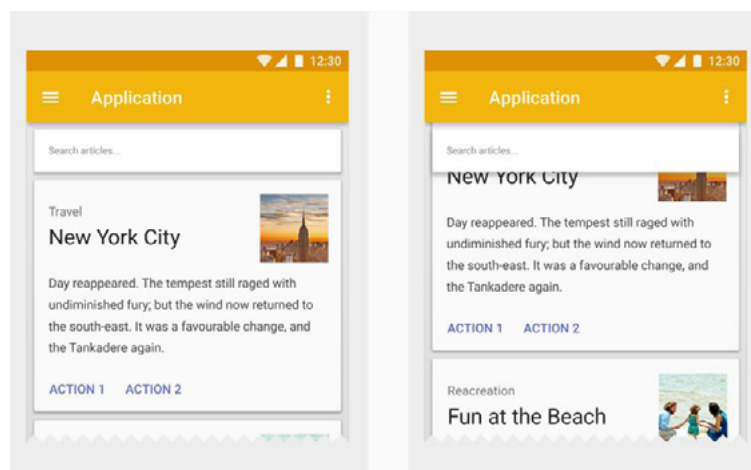 12:30
Application
Search articles...
Travel
New York City
Day reappeared. The tempest still raged with
undiminished fury; but the wind now returned to
the south-east. It was a favourable change, and
the Tankadere again.
ACTION 1 ACTION 2
12:30
Application
Search articles...
New York City
Day reappeared. The tempest still raged with
undiminished fury; but the wind now returned to
the south-east. It was a favourable change, and
the Tankadere again.
ACTION 1 ACTION 2
Reacreation
Fun at the Beach